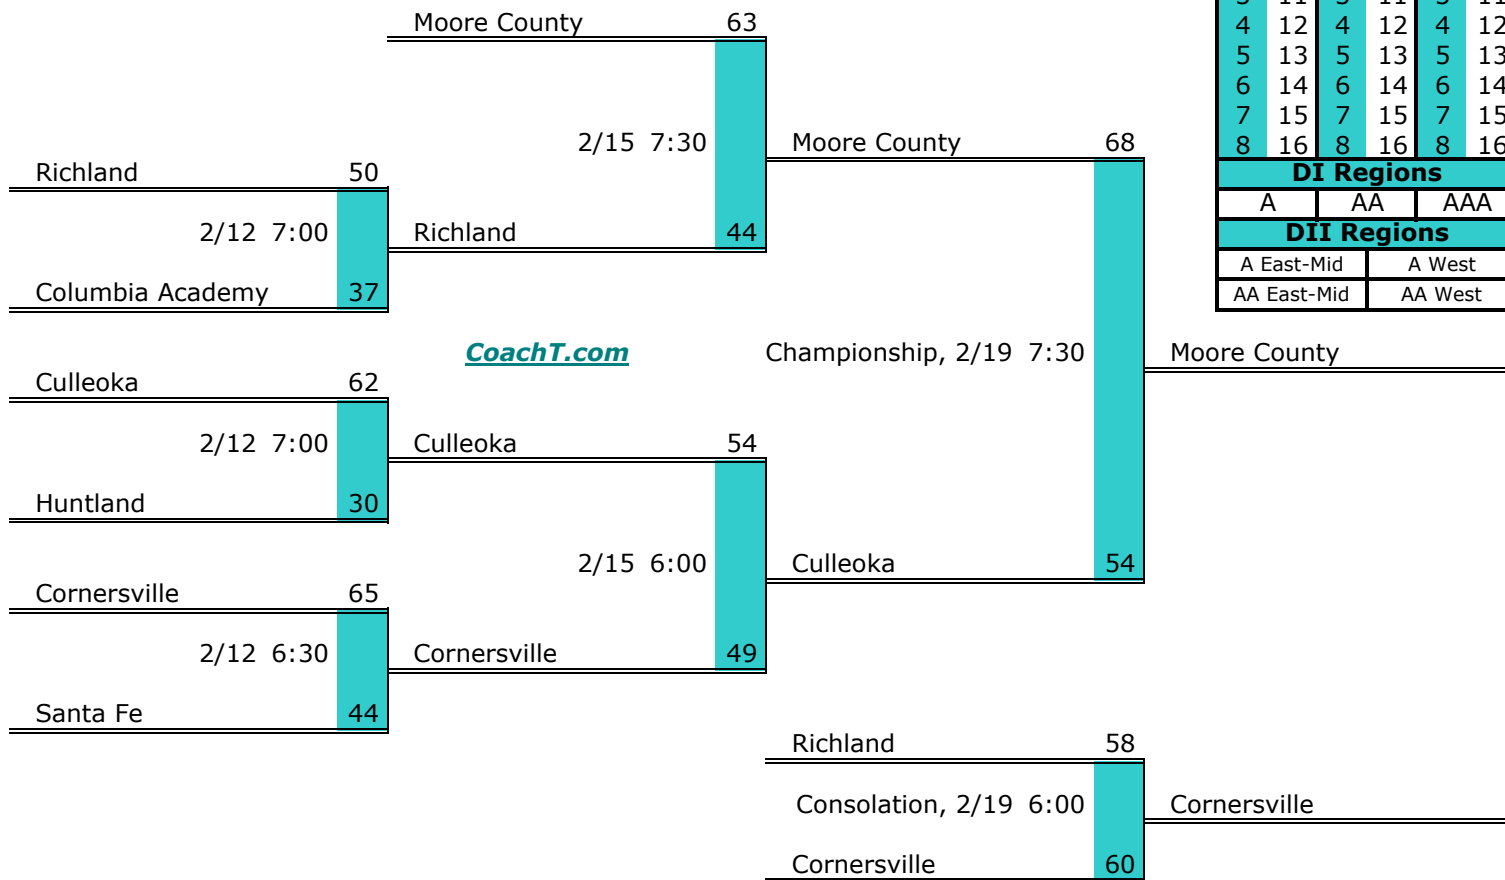 Moore County 63
4 12 4 12 4 12
5 13 5 13 5 13
6 14 6 14 6 14
2/15 7:30 Moore County 68 7 15 7 15 7 15
8 16 8 16 8 16
Richland 50 DI Regions
A AA AAA
2/12 7:00 Richland 44 DII Regions
A East-Mid A West
Columbia Academy 37 AA East-Mid AA West
CoachT.com Championship, 2/19 7:30 Moore County
Culleoka 62
2/12 7:00 Culleoka 54
Huntland 30
2/15 6:00 Culleoka 54
Cornersville 65
2/12 6:30 Cornersville 49
Santa Fe 44
Richland 58
Consolation, 2/19 6:00 Cornersville
Cornersville 60